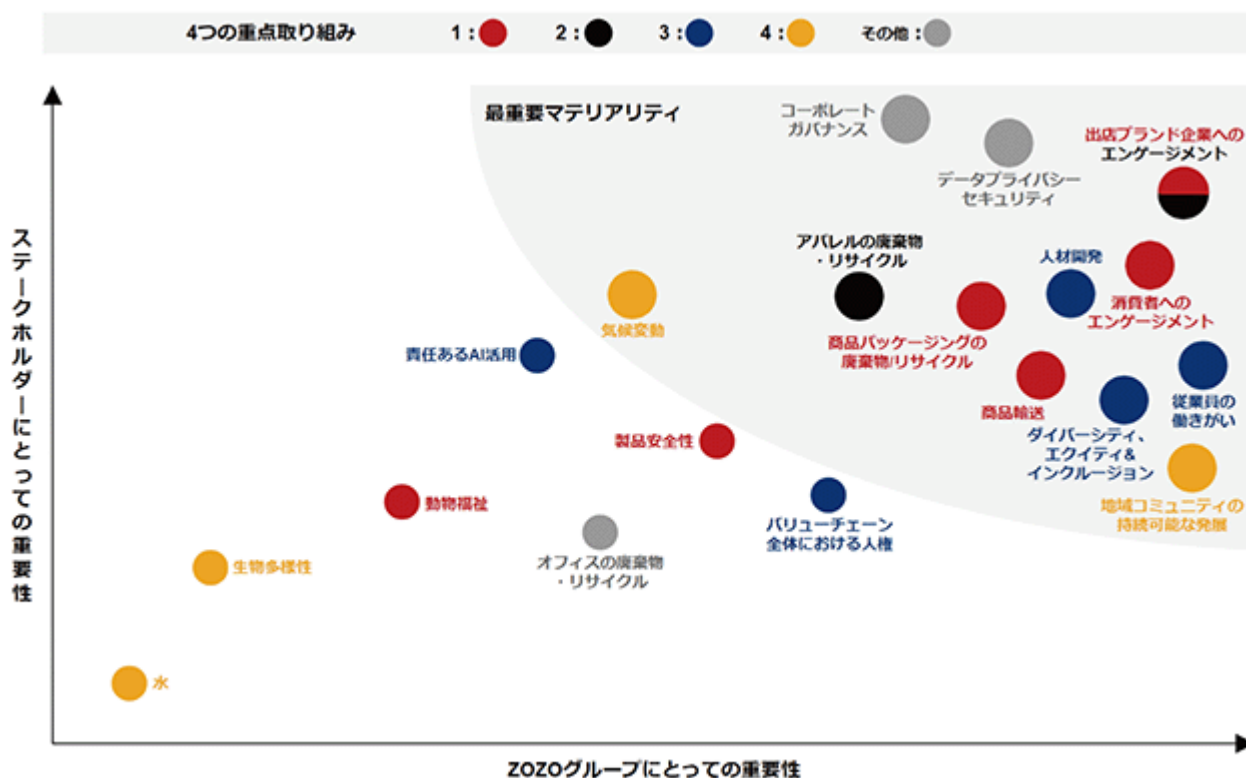 4つの重点取り組み 1： 2： 3： 4： その他：
最重要マテリアリティ
コーポレート
ガバナンス
データプライバシー
セキュリティ
出店ブランド企業への
エンゲージメント
アパレルの廃棄物
・リサイクル
人材開発
消費者への
エンゲージメント
気候変動
商品パッケージングの
廃棄物/リサイクル
責任あるAI活用
商品輸送
従業員の
働きがい
ダイバーシティ、
エクイティ&
インクルージョン
製品安全性
地域コミュニティの
持続可能な発展
動物福祉
バリューチェーン
全体における人権
オフィスの廃棄物
・リサイクル
生物多様性
水
ステークホルダーにとっての重要性
ZOZOグループにとっての重要性